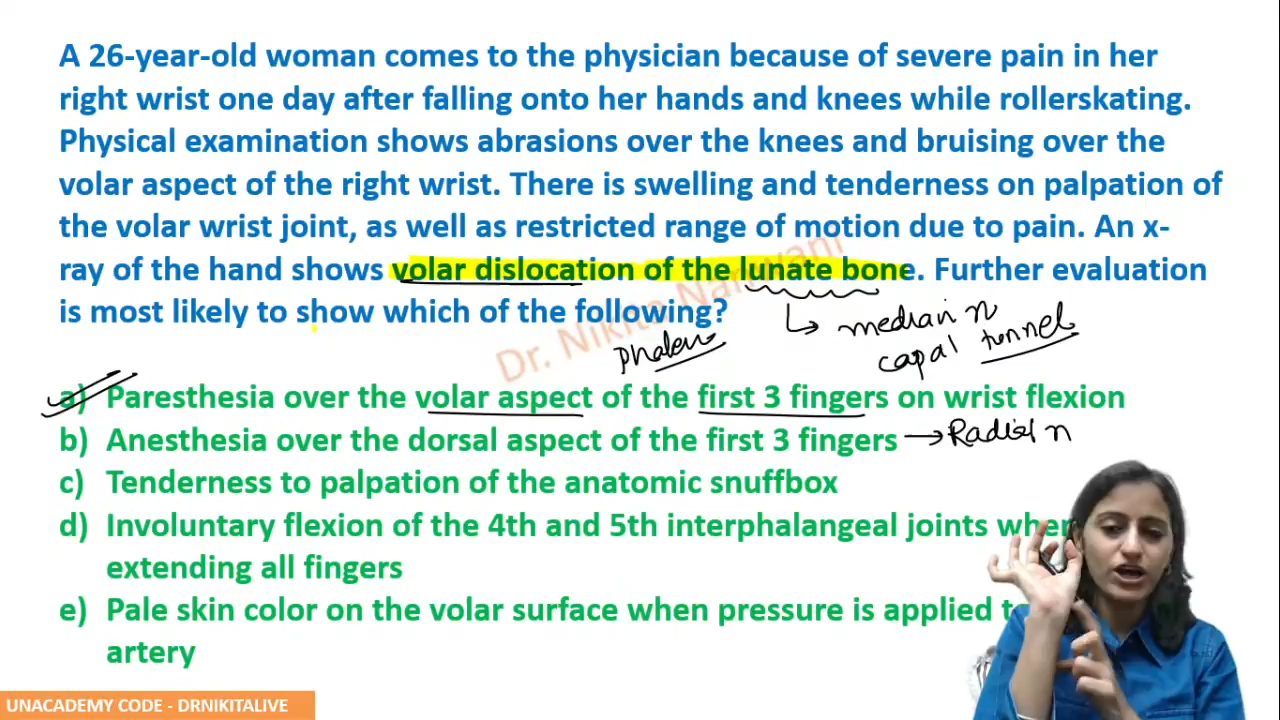 A 26-year-old woman comes to the physician because of severe pain in her
right wrist one day after falling onto her hands and knees while rollerskating.
Physical examination shows abrasions over the knees and bruising over the
volar aspect of the right wrist. There is swelling and tenderness on palpation of
the volar wrist joint, as well as restricted range of motion due to pain. An x-
ray of the hand shows volar dislocation of the lunate bone. Further evaluation
is most likely to show which of the following?
median n
capal tunnel
Phalens
Dr. Nikita Nanwani
a) Paresthesia over the volar aspect of the first 3 fingers on wrist flexion
b) Anesthesia over the dorsal aspect of the first 3 fingers → Radial n
c) Tenderness to palpation of the anatomic snuffbox
d) Involuntary flexion of the 4th and 5th interphalangeal joints when
extending all fingers
e) Pale skin color on the volar surface when pressure is applied
artery
UNACADEMY CODE - DRNIKITALIVE